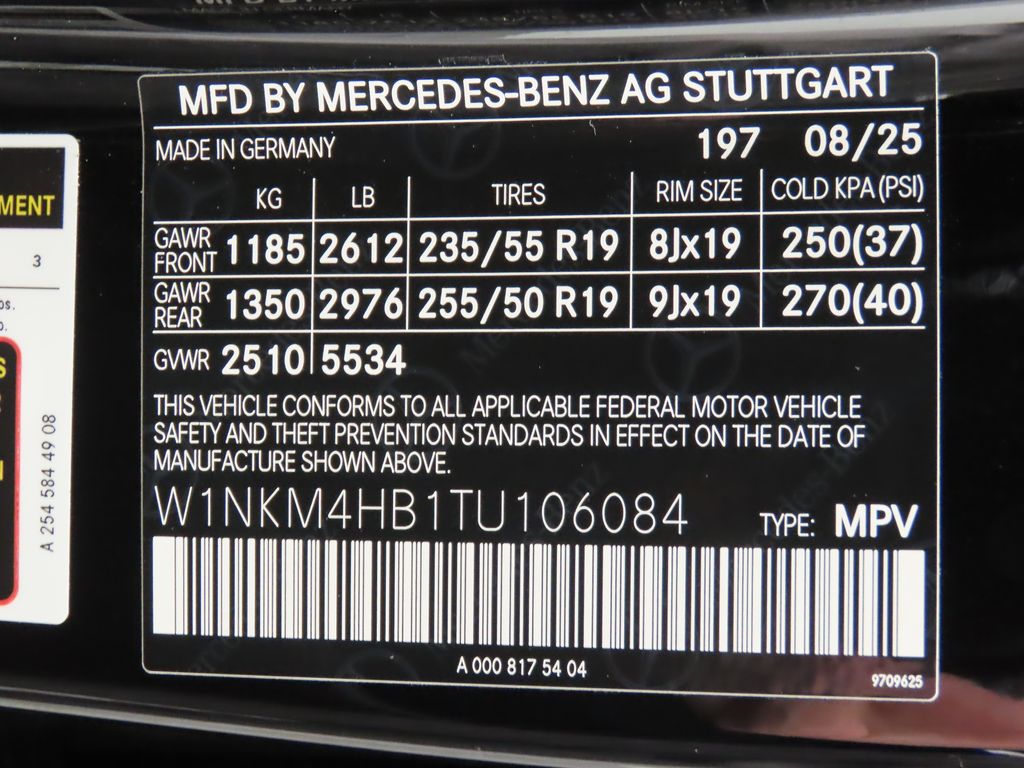 MFD BY MERCEDES-BENZ AG STUTTGART
MADE IN GERMANY 197 08/25
KG LB TIRES RIM SIZE COLD KPA (PSI)
GAWR FRONT 1185 2612 235/55 R19 8Jx19 250(37)
GAWR REAR 1350 2976 255/50 R19 9Jx19 270(40)
GVWR 2510 5534
THIS VEHICLE CONFORMS TO ALL APPLICABLE FEDERAL MOTOR VEHICLE
SAFETY AND THEFT PREVENTION STANDARDS IN EFFECT ON THE DATE OF
MANUFACTURE SHOWN ABOVE.
W1NKM4HB1TU106084 TYPE: MPV
A 000 817 54 04
9709625
MENT
3
A 254 584 49 08